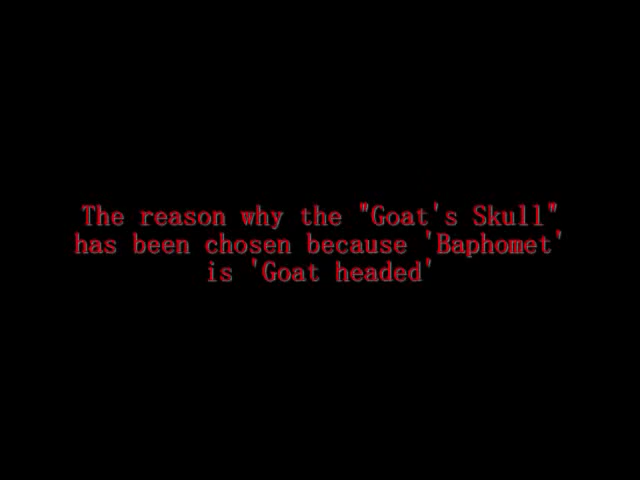 The reason why the "Goat's Skull"
has been chosen because 'Baphomet'
is 'Goat headed'